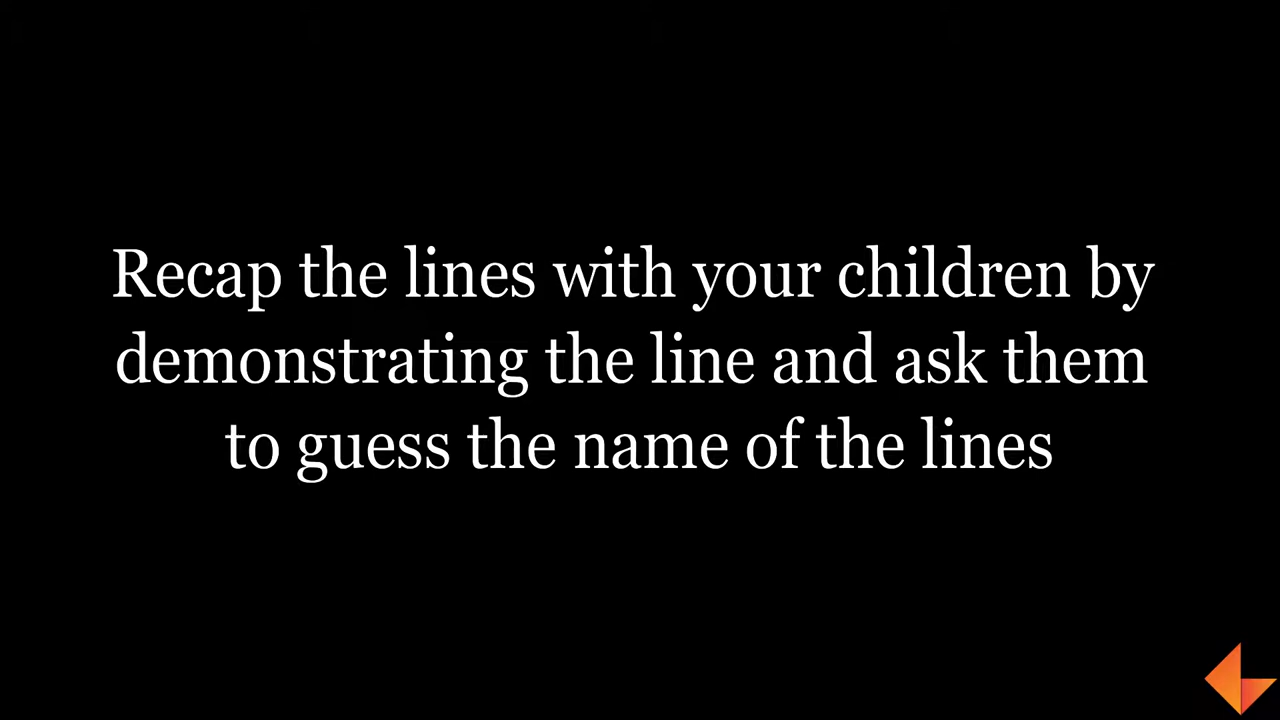 Recap the lines with your children by
demonstrating the line and ask them
to guess the name of the lines